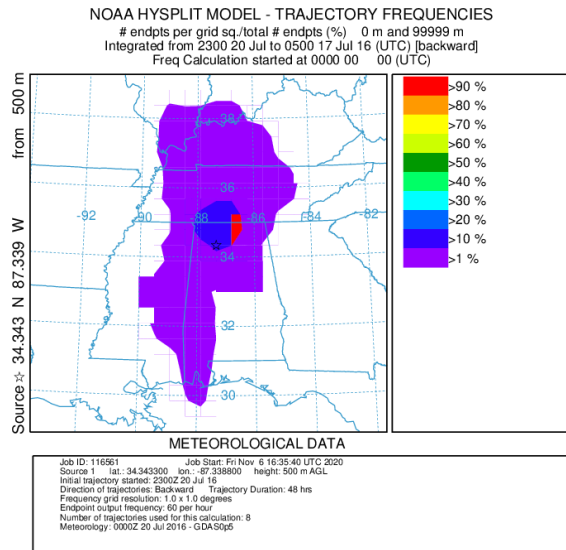 NOAA HYSPLIT MODEL - TRAJECTORY FREQUENCIES
# endpts per grid sq./total # endpts (%) 0 m and 99999 m
Integrated from 2300 20 Jul to 0500 17 Jul 16 (UTC) [backward]
Freq Calculation started at 0000 00 00 (UTC)
Source ☆ 34.343 N 87.339 W from 500 m
38
36
-92
-90
-88
-86
-84
-82
34
32
30
>90 %
>80 %
>70 %
>60 %
>50 %
>40 %
>30 %
>20 %
>10 %
>1 %
METEOROLOGICAL DATA
Job ID: 116561 Job Start: Fri Nov 6 16:35:40 UTC 2020
Source 1 lat.: 34.343300 lon.: -87.338800 height: 500 m AGL
Initial trajectory started: 2300Z 20 Jul 16
Direction of trajectories: Backward Trajectory Duration: 48 hrs
Frequency grid resolution: 1.0 x 1.0 degrees
Endpoint output frequency: 60 per hour
Number of trajectories used for this calculation: 8
Meteorology: 0000Z 20 Jul 2016 - GDAS0p5